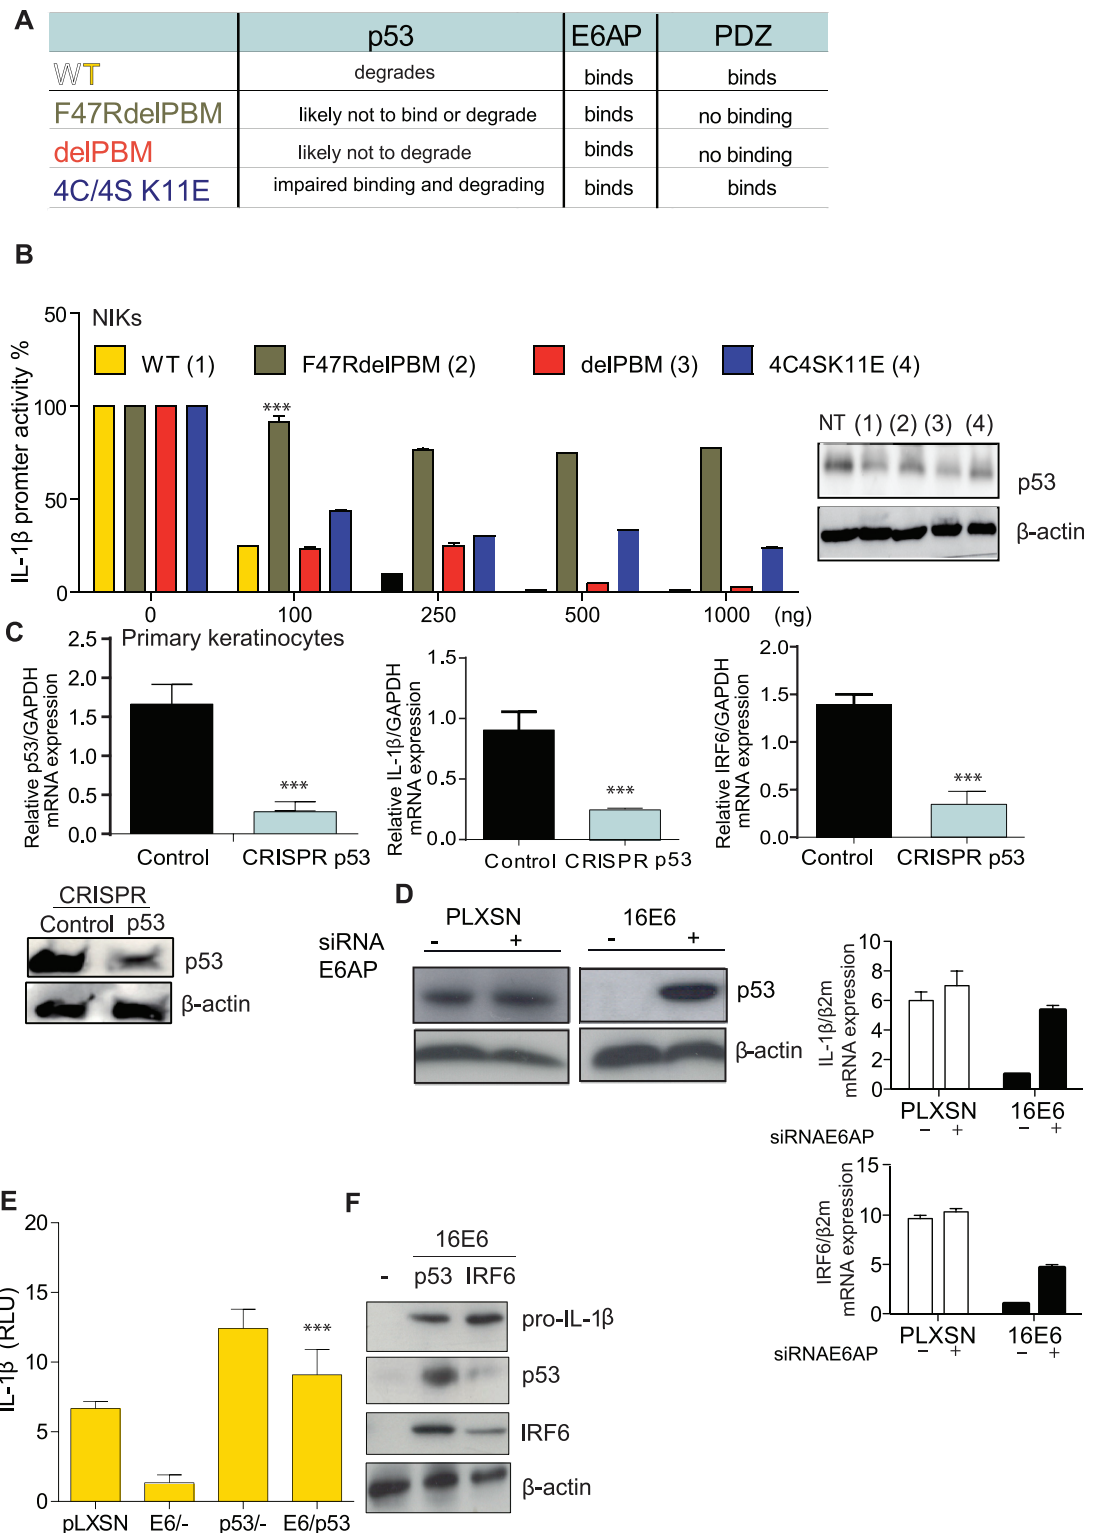 A
p53 E6AP PDZ
WT degrades binds binds
F47RdelPBM likely not to bind or degrade binds no binding
delPBM likely not to degrade binds no binding
4C/4S K11E impaired binding and degrading binds binds
B
IL-1β promoter activity %
50
100
50
0
NIKs
WT (1) F47RdelPBM (2) delPBM (3) 4C4SK11E (4)
***
0 100 250 500 1000 (ng)
NT (1) (2) (3) (4)
p53
β-actin
C
Primary keratinocytes
Relative p53/GAPDH
mRNA expression
2.5
2.0
1.5
1.0
0.5
0.0
***
Control CRISPR p53
Relative IL-1β/GAPDH
mRNA expression
1.5
1.0
0.5
0.0
***
Control CRISPR p53
Relative IRF6/GAPDH
mRNA expression
2.0
1.5
1.0
0.5
0.0
***
Control CRISPR p53
CRISPR
Control p53
p53
β-actin
D
PLXSN 16E6
siRNA - + - +
E6AP
p53
β-actin
IL-1β/β2m
mRNA expression
10
8
6
4
2
0
PLXSN 16E6
siRNAE6AP − + − +
IRF6/β2m
mRNA expression
15
10
5
0
PLXSN 16E6
siRNAE6AP − + − +
E
IL-1β (RLU)
20
15
10
5
0
***
pLXSN E6/- p53/- E6/p53
F
16E6
- p53 IRF6
pro-IL-1β
p53
IRF6
β-actin